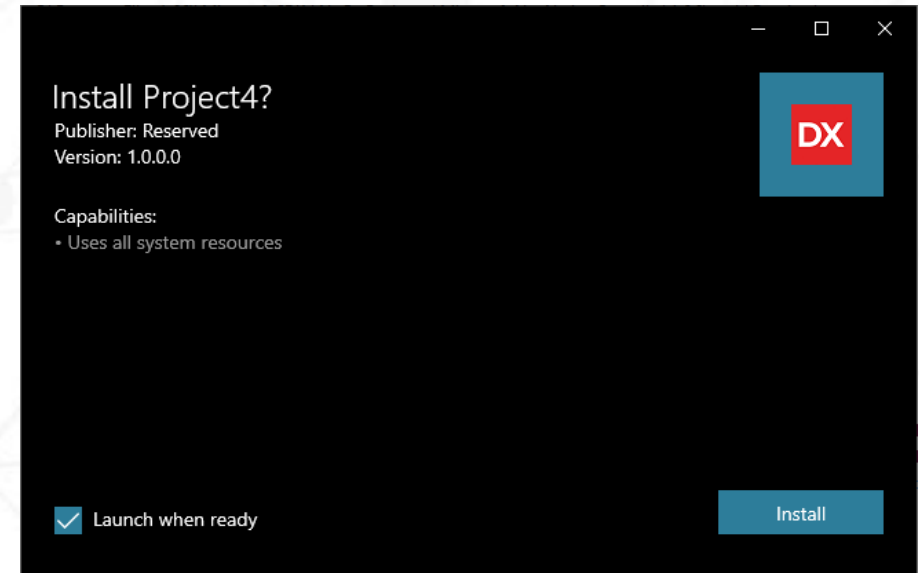 Install Project4?
Publisher: Reserved
Version: 1.0.0.0
DX
Capabilities:
• Uses all system resources
Launch when ready
Install